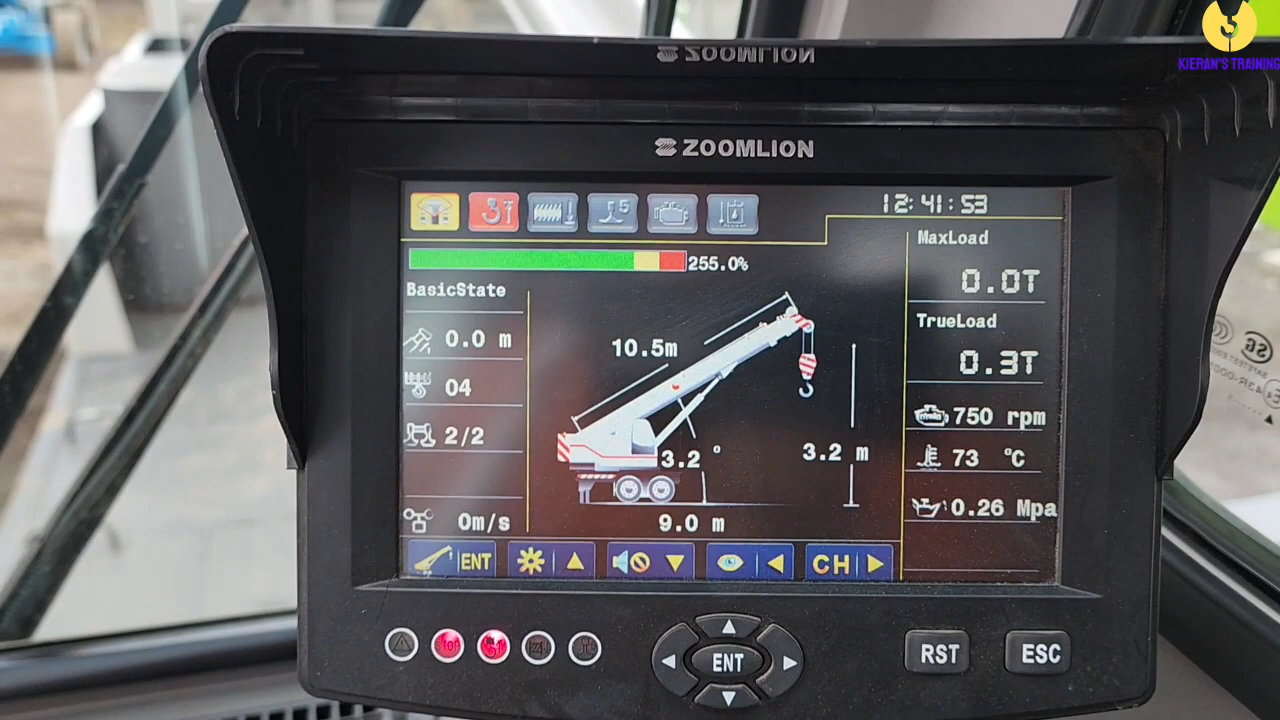 KIERAN'S TRAINING
ZOOMLION
ZOOMLION
5
12:41:53
255.0%
MaxLoad
0.0T
BasicState
TrueLoad
0.3T
0.0 m
10.5m
04
750 rpm
2/2
3.2 °
3.2 m
73 °C
0m/s
9.0 m
0.26 Mpa
ENT
CH
STOP
ENT
RST
ESC